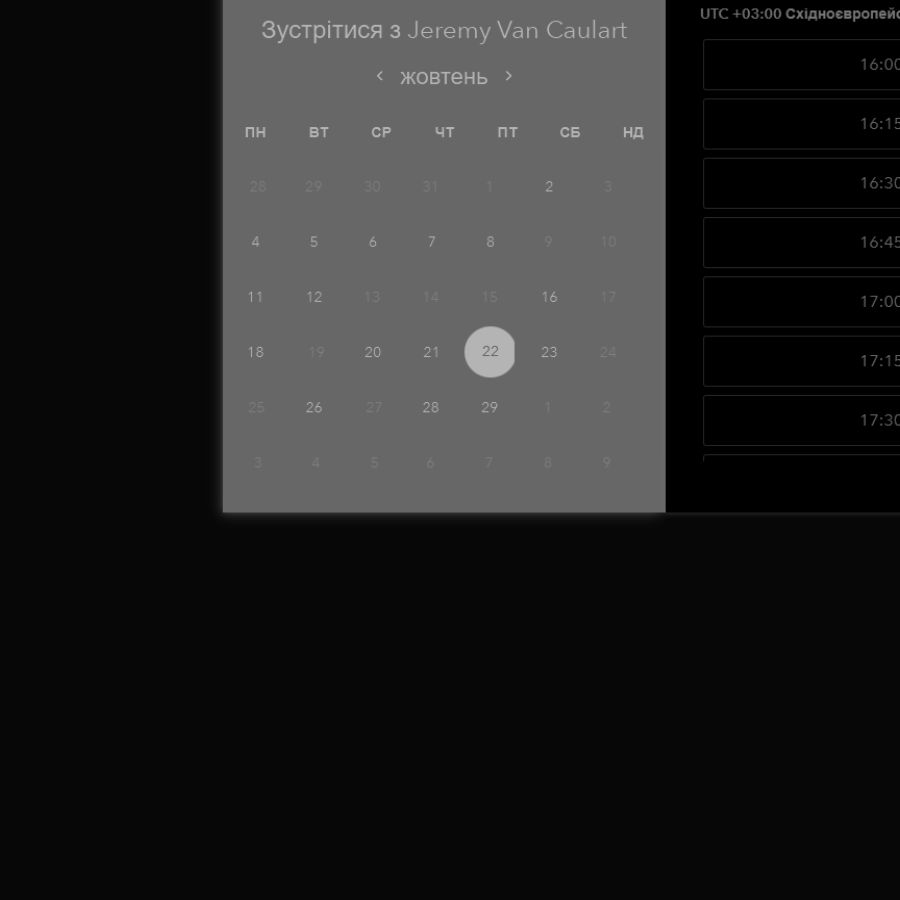 Зустрітися з Jeremy Van Caulart
‹ жовтень ›
ПН ВТ СР ЧТ ПТ СБ НД
28 29 30 31 1 2 3
4 5 6 7 8 9 10
11 12 13 14 15 16 17
18 19 20 21 22 23 24
25 26 27 28 29 1 2
3 4 5 6 7 8 9
UTC +03:00
16:00
16:15
16:30
16:45
17:00
17:15
17:30